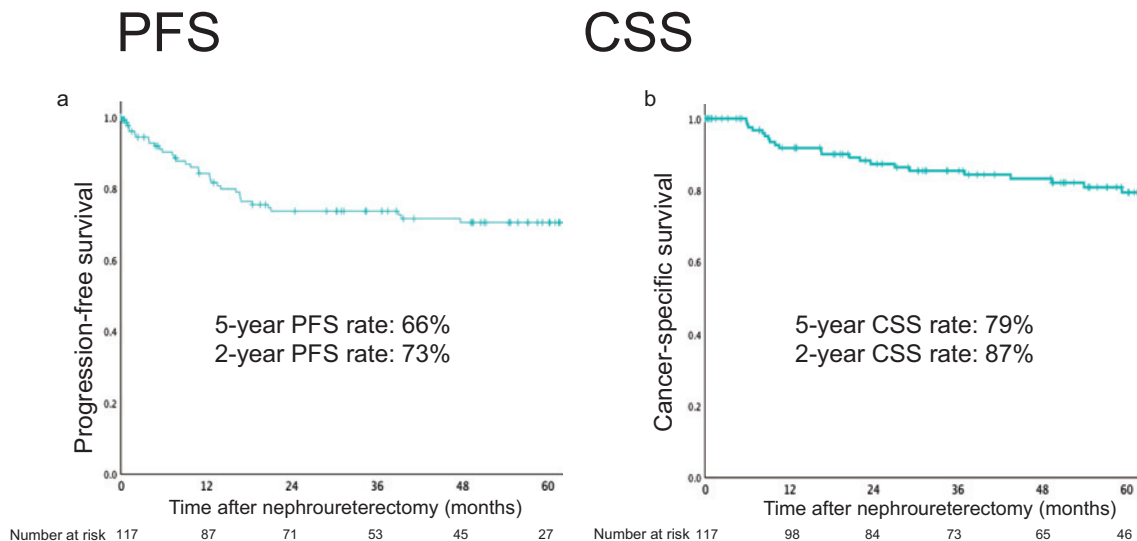 PFS
CSS
a
b
Progression-free survival
1.0
0.8
0.6
0.4
0.2
0.0
5-year PFS rate: 66%
2-year PFS rate: 73%
0 12 24 36 48 60
Time after nephroureterectomy (months)
Number at risk 117 87 71 53 45 27
Cancer-specific survival
1.0
0.8
0.6
0.4
0.2
0.0
5-year CSS rate: 79%
2-year CSS rate: 87%
0 12 24 36 48 60
Time after nephroureterectomy (months)
Number at risk 117 98 84 73 65 46